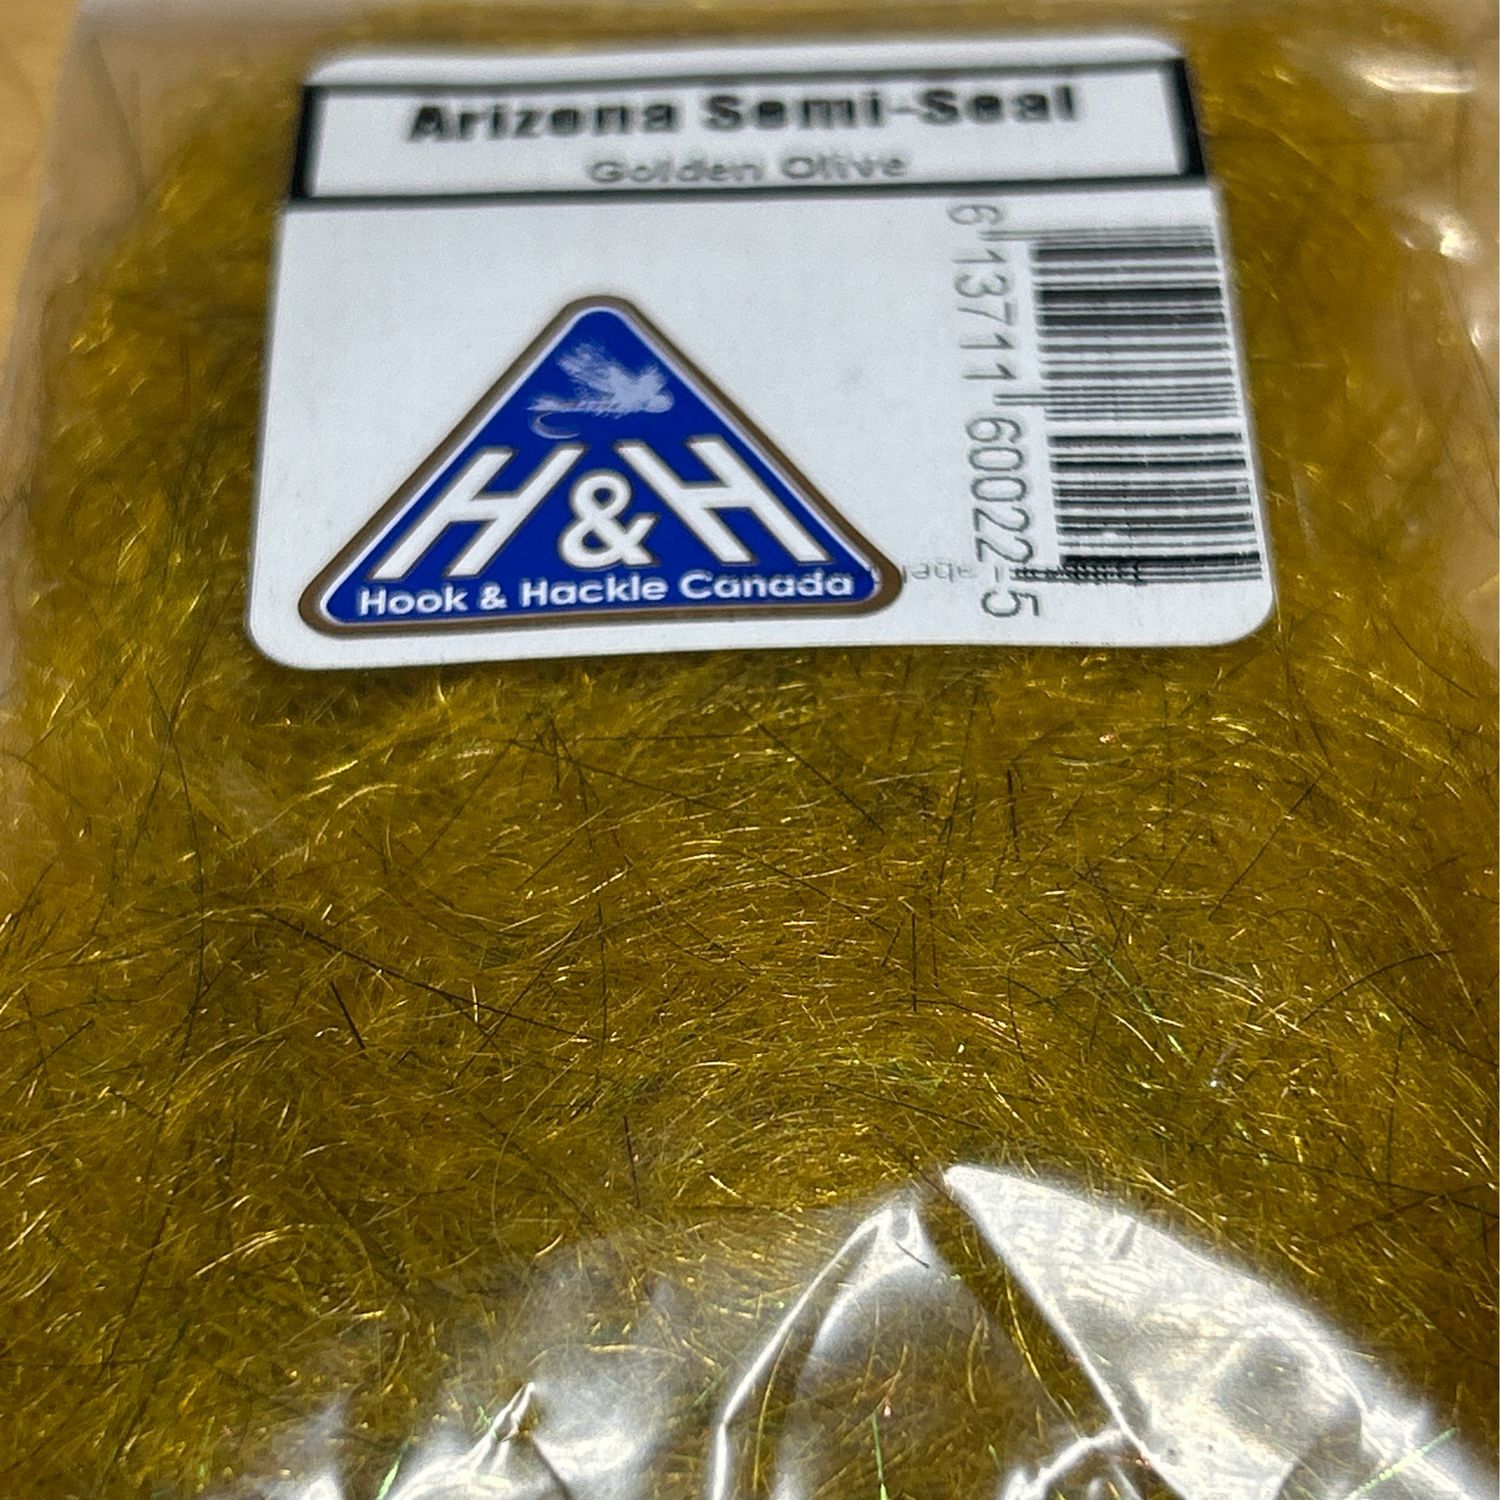 Arizona Semi-Seal
Golden Olive
H&H
Hook & Hackle Canada
6 13711 60022 5